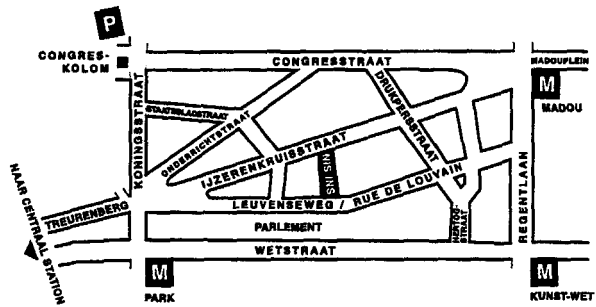 P
CONGRES-
KOLOM
CONGRESSTRAAT
MADOUPLEIN
M
MADOU
KONINGSSTRAAT
STAATSBLADSTRAAT
ONDERRICHTSTRAAT
DRUKPERSSTRAAT
IJZERENKRUISSTRAAT
NIS INS
LEUVENSEWEG / RUE DE LOUVAIN
REGENTLAAN
TREURENBERG
HERTOG-
STRAAT
PARLEMENT
WETSTRAAT
NAAR CENTRAAL STATION
M
PARK
M
KUNST-WET